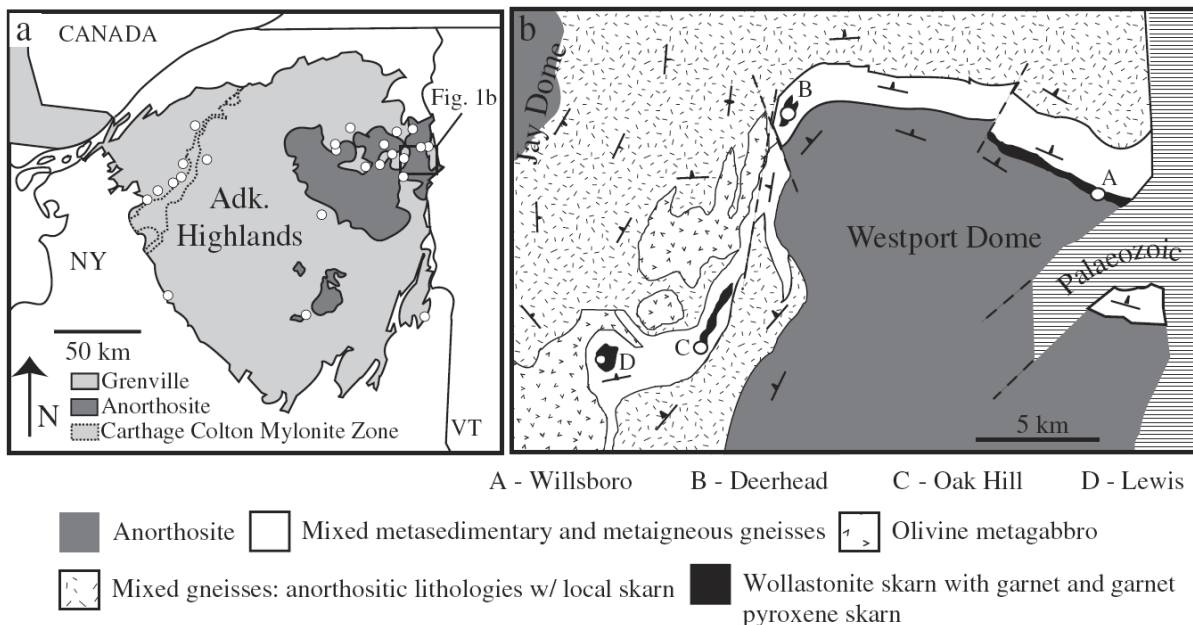 a
CANADA
Fig. 1b
Adk.
Highlands
NY
50 km
N
Grenville
Anorthosite
Carthage Colton Mylonite Zone
VT
b
Jay Dome
B
A
Westport Dome
Palaeozoic
C
D
5 km
A - Willsboro B - Deerhead C - Oak Hill D - Lewis
Anorthosite Mixed metasedimentary and metaigneous gneisses Olivine metagabbro
Mixed gneisses: anorthositic lithologies w/ local skarn Wollastonite skarn with garnet and garnet
pyroxene skarn